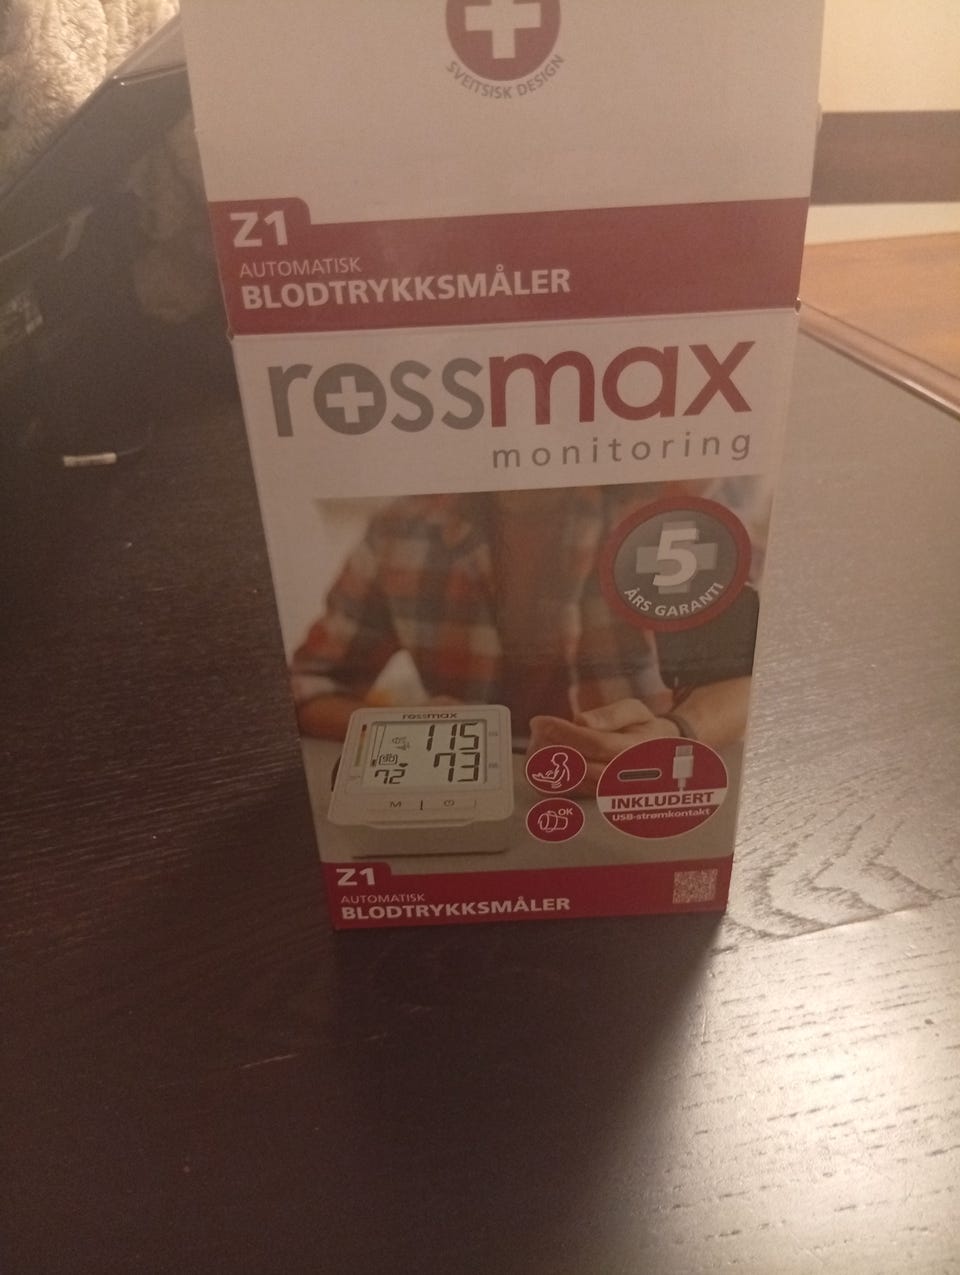 SVEITSISK DESIGN
Z1
AUTOMATISK
BLODTRYKKSMÅLER
rossmax
monitoring
5
ÅRS GARANTI
rossmax
115
73
72
M
OK
INKLUDERT
USB-strømkontakt
Z1
AUTOMATISK
BLODTRYKKSMÅLER